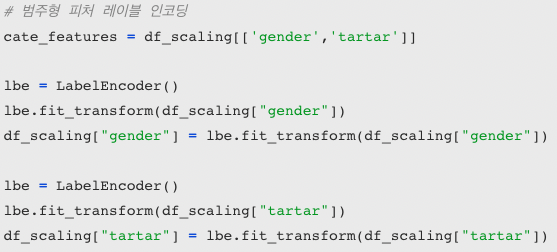 # 범주형 피처 레이블 인코딩
cate_features = df_scaling[['gender','tartar']]
lbe = LabelEncoder()
lbe.fit_transform(df_scaling["gender"])
df_scaling["gender"] = lbe.fit_transform(df_scaling["gender"])
lbe = LabelEncoder()
lbe.fit_transform(df_scaling["tartar"])
df_scaling["tartar"] = lbe.fit_transform(df_scaling["tartar"])